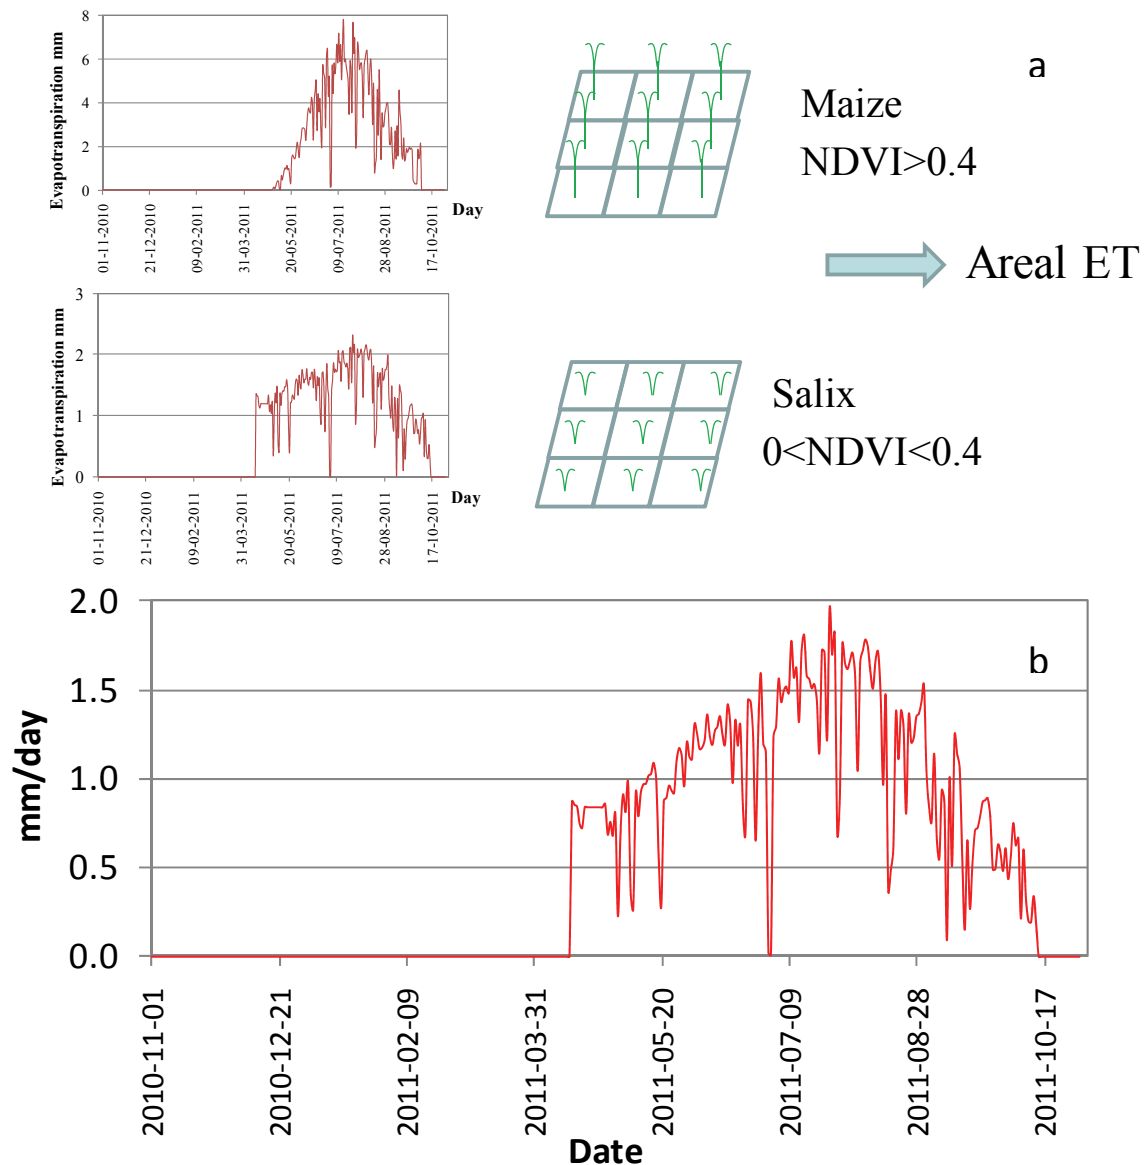 8
6
4
2
0
Evapotranspiration mm
Day
01-11-2010
21-12-2010
09-02-2011
31-03-2011
20-05-2011
09-07-2011
28-08-2011
17-10-2011
a
Maize
NDVI>0.4
Areal ET
3
2
1
0
Evapotranspiration mm
Day
01-11-2010
21-12-2010
09-02-2011
31-03-2011
20-05-2011
09-07-2011
28-08-2011
17-10-2011
Salix
0<NDVI<0.4
b
2.0
1.5
1.0
0.5
0.0
mm/day
2010-11-01
2010-12-21
2011-02-09
2011-03-31
2011-05-20
2011-07-09
2011-08-28
2011-10-17
Date